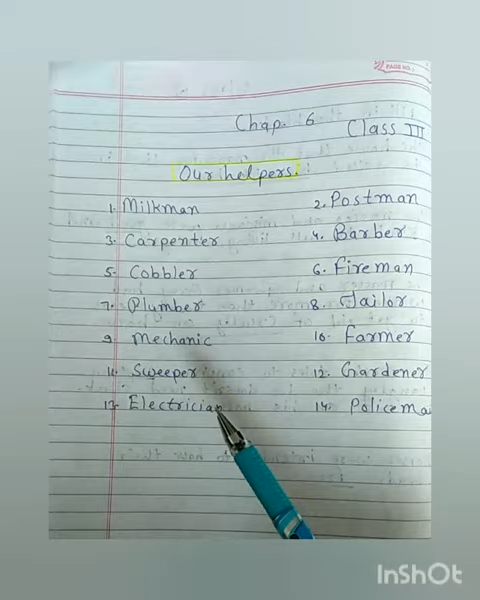 PAGE NO.:
Chap. 6
Class III
Our helpers.
1. Milkman 2. Postman
3. Carpenter 4. Barber
5. Cobbler 6. Fireman
7. Plumber 8. Tailor
9. Mechanic 10. Farmer
11. Sweeper 12. Gardener
13. Electrician 14. Policema
InShOt